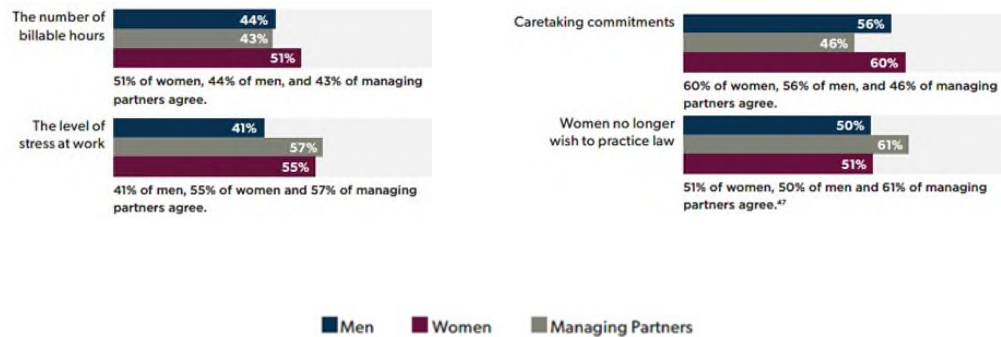 The number of
billable hours
44%
43%
51%
51% of women, 44% of men, and 43% of managing
partners agree.
The level of
stress at work
41%
57%
55%
41% of men, 55% of women and 57% of managing
partners agree.
Caretaking commitments
56%
46%
60%
60% of women, 56% of men, and 46% of managing
partners agree.
Women no longer
wish to practice law
50%
61%
51%
51% of women, 50% of men and 61% of managing
partners agree.⁴⁷
Men Women Managing Partners